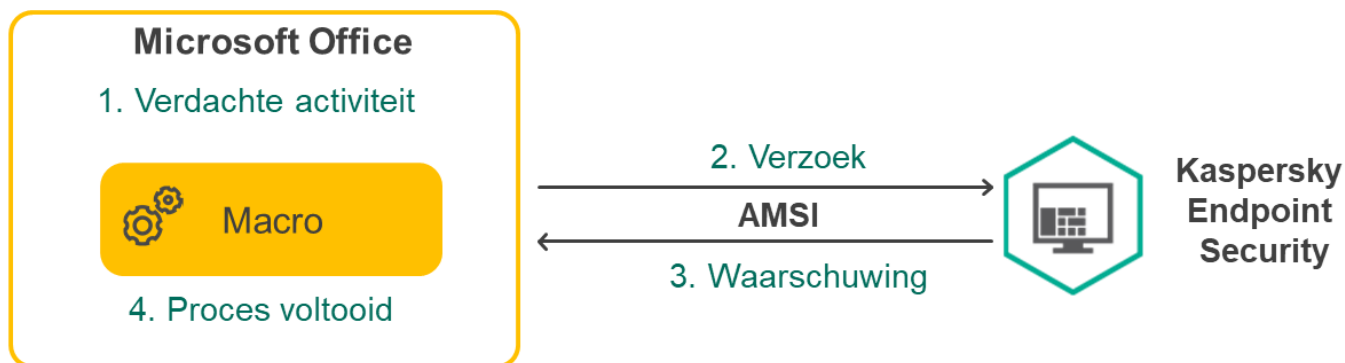 Microsoft Office
1. Verdachte activiteit
Macro
4. Proces voltooid
2. Verzoek
AMSI
3. Waarschuwing
Kaspersky
Endpoint
Security